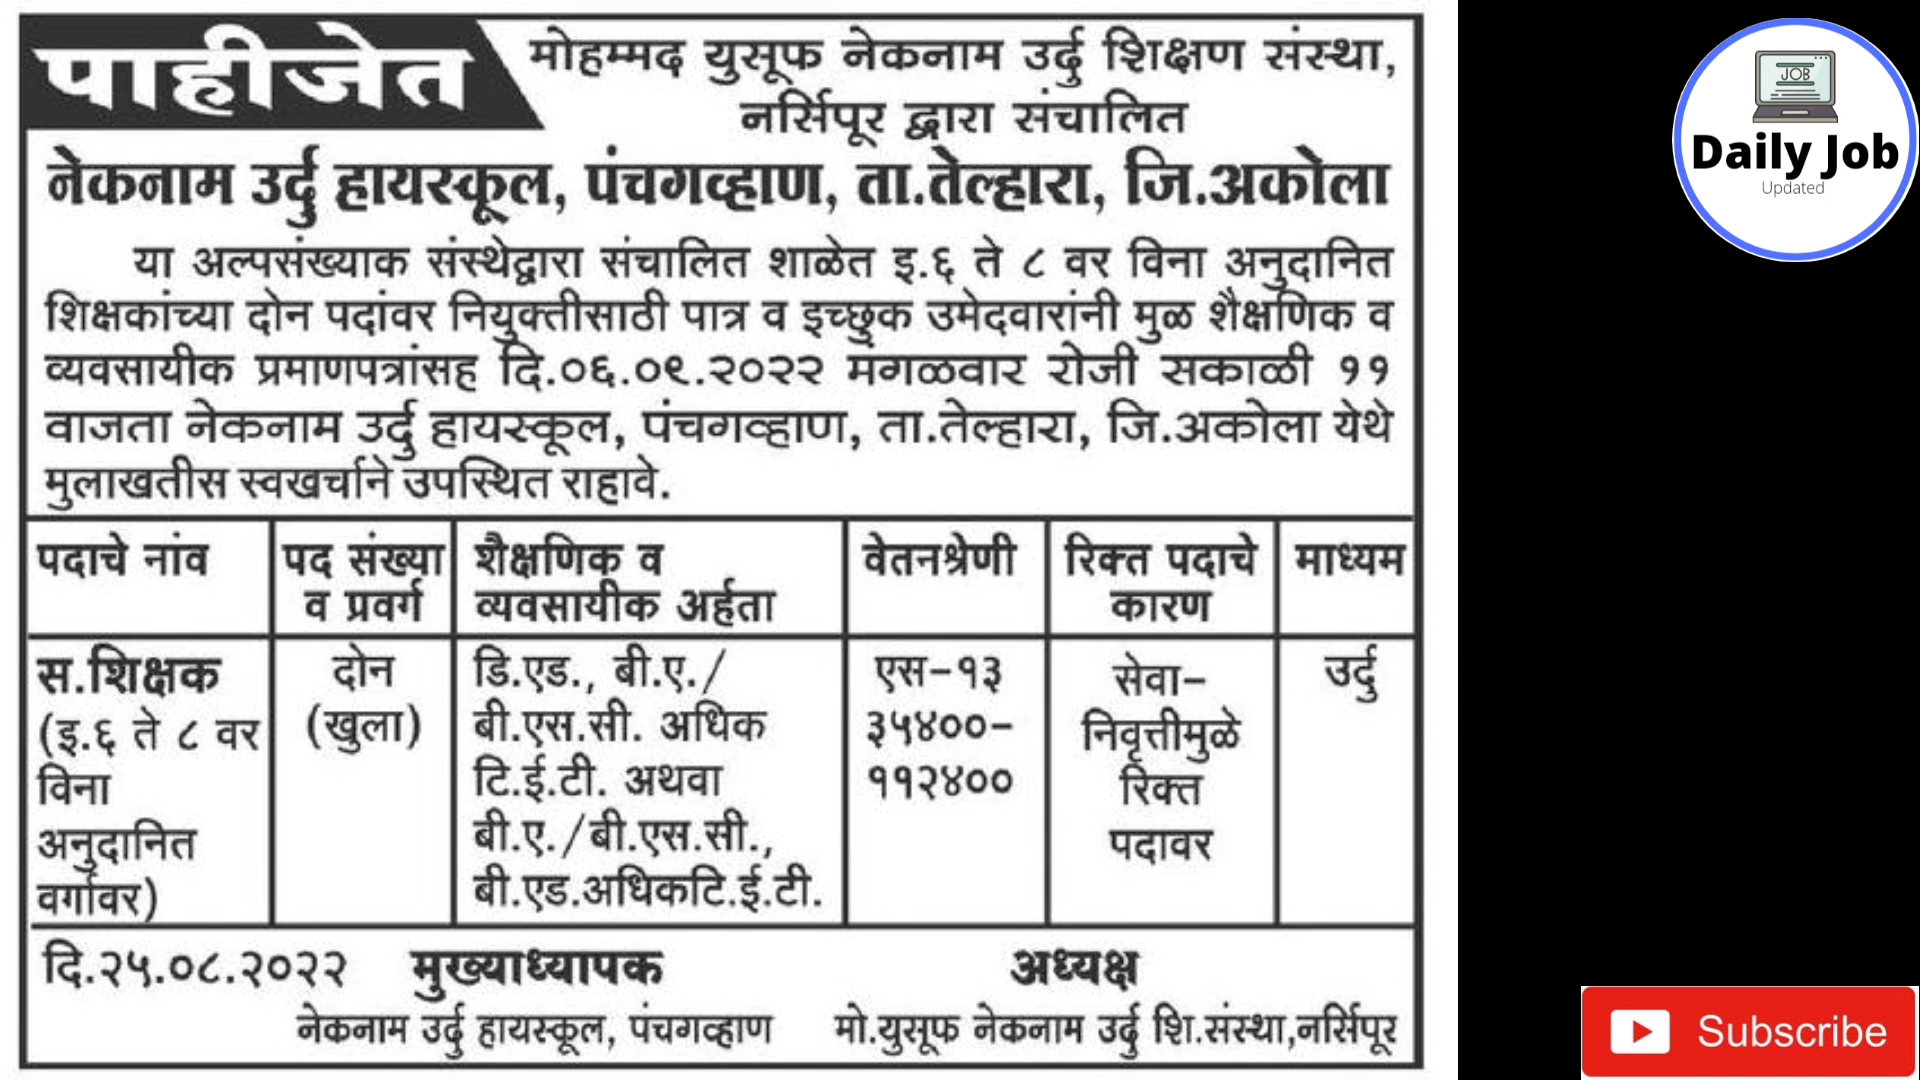 पाहीजेत
मोहम्मद युसूफ नेकनाम उर्दु शिक्षण संस्था,
नर्सिपूर द्वारा संचालित
नेकनाम उर्दु हायस्कूल, पंचगव्हाण, ता.तेल्हारा, जि.अकोला
या अल्पसंख्याक संस्थेद्वारा संचालित शाळेत इ.६ ते ८ वर विना अनुदानित
शिक्षकांच्या दोन पदांवर नियुक्तीसाठी पात्र व इच्छुक उमेदवारांनी मुळ शैक्षणिक व
व्यवसायीक प्रमाणपत्रांसह दि.०६.०९.२०२२ मंगळवार रोजी सकाळी ११
वाजता नेकनाम उर्दु हायस्कूल, पंचगव्हाण, ता.तेल्हारा, जि.अकोला येथे
मुलाखतीस स्वखर्चाने उपस्थित राहावे.
पदाचे नांव
पद संख्या
व प्रवर्ग
शैक्षणिक व
व्यवसायीक अर्हता
वेतनश्रेणी
रिक्त पदाचे
कारण
माध्यम
स.शिक्षक
(इ.६ ते ८ वर
विना
अनुदानित
वर्गावर)
दोन
(खुला)
डि.एड., बी.ए./
बी.एस.सी. अधिक
टि.ई.टी. अथवा
बी.ए./बी.एस.सी.,
बी.एड.अधिकटि.ई.टी.
एस-१३
३५४००-
११२४००
सेवा-
निवृत्तीमुळे
रिक्त
पदावर
उर्दु
दि.२५.०८.२०२२ मुख्याध्यापक
नेकनाम उर्दु हायस्कूल, पंचगव्हाण
अध्यक्ष
मो.युसूफ नेकनाम उर्दु शि.संस्था,नर्सिपूर
JOB
Daily Job
Updated
Subscribe